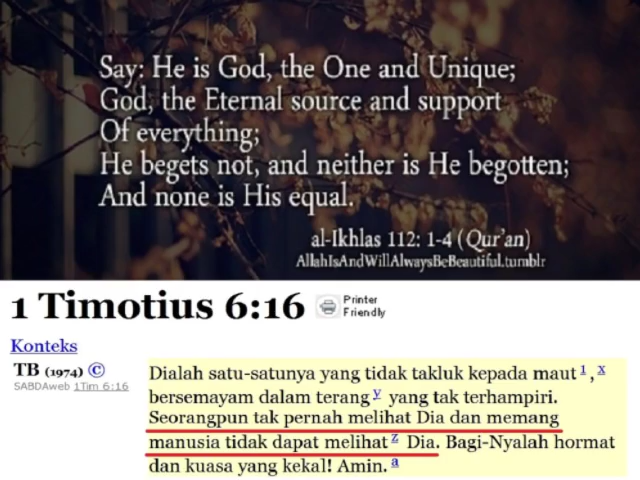 Say: He is God, the One and Unique;
God, the Eternal source and support
Of everything;
He begets not, and neither is He begotten;
And none is His equal.
al-Ikhlas 112: 1-4 (Qur'an)
AllahIsAndWillAlwaysBeBeautiful.tumblr
1 Timotius 6:16
Printer
Friendly
Konteks
TB (1974) ©
SABDAweb 1Tim 6:16
Dialah satu-satunya yang tidak takluk kepada maut 1 , x
bersemayam dalam terang y yang tak terhampiri.
Seorangpun tak pernah melihat Dia dan memang
manusia tidak dapat melihat z Dia. Bagi-Nyalah hormat
dan kuasa yang kekal! Amin. a